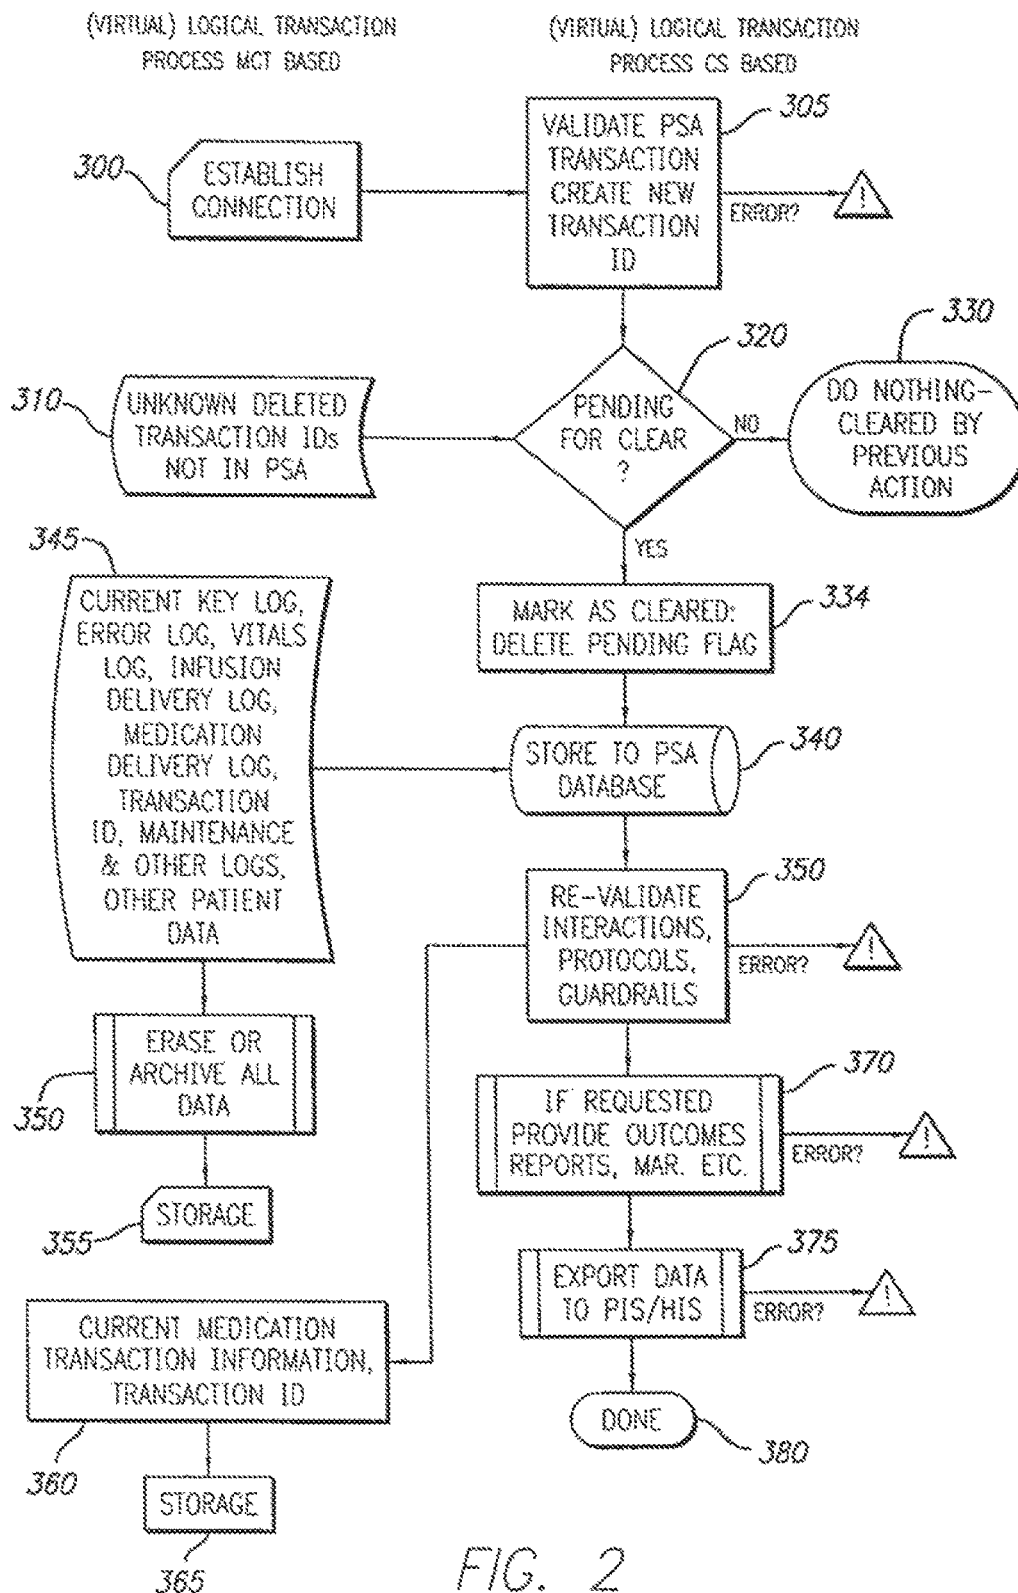 (VIRTUAL) LOGICAL TRANSACTION
PROCESS MCT BASED
(VIRTUAL) LOGICAL TRANSACTION
PROCESS CS BASED
300
ESTABLISH
CONNECTION
305
VALIDATE PSA
TRANSACTION
CREATE NEW
TRANSACTION
ID
ERROR?
!
310
UNKNOWN DELETED
TRANSACTION IDs
NOT IN PSA
320
PENDING
FOR CLEAR
?
NO
330
DO NOTHING-
CLEARED BY
PREVIOUS
ACTION
YES
334
MARK AS CLEARED:
DELETE PENDING FLAG
345
CURRENT KEY LOG,
ERROR LOG, VITALS
LOG, INFUSION
DELIVERY LOG,
MEDICATION
DELIVERY LOG,
TRANSACTION
ID, MAINTENANCE
& OTHER LOGS,
OTHER PATIENT
DATA
340
STORE TO PSA
DATABASE
350
RE-VALIDATE
INTERACTIONS,
PROTOCOLS,
GUARDRAILS
ERROR?
!
350
ERASE OR
ARCHIVE ALL
DATA
370
IF REQUESTED
PROVIDE OUTCOMES
REPORTS, MAR. ETC.
ERROR?
!
355
STORAGE
375
EXPORT DATA
TO PIS/HIS
ERROR?
!
CURRENT MEDICATION
TRANSACTION INFORMATION,
TRANSACTION ID
360
DONE
380
STORAGE
365
FIG. 2